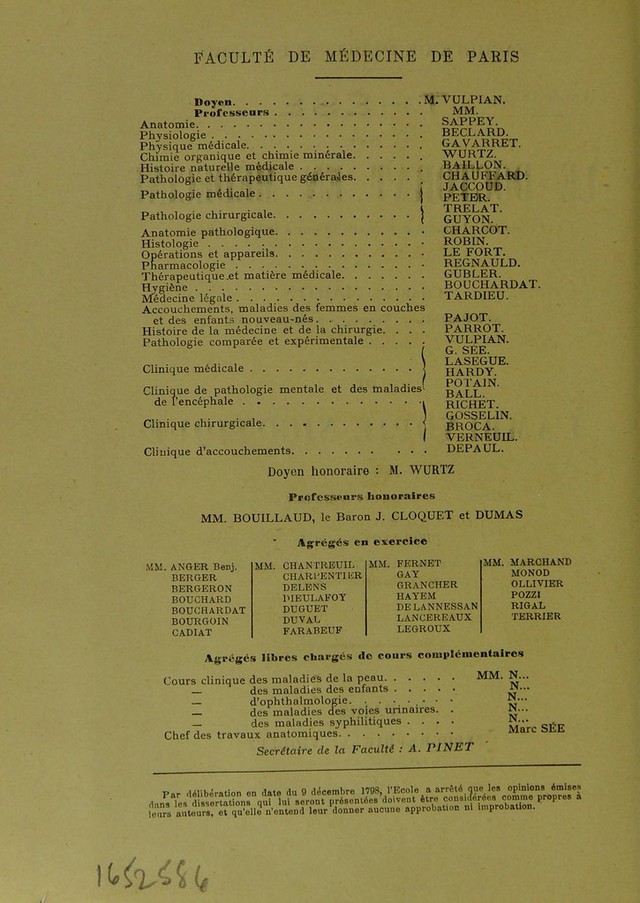 FACULTÉ DE MÉDECINE DE PARIS
Doyen. . . . . . . . . . . . . . . M. VULPIAN.
Professeurs . . . . . . . . . . . . MM.
Anatomie. . . . . . . . . . . . . . . . . . SAPPEY.
Physiologie . . . . . . . . . . . . . . . . . BECLARD.
Physique médicale. . . . . . . . . . . . . . GAVARRET.
Chimie organique et chimie minérale. . . . . . WURTZ.
Histoire naturelle médicale . . . . . . . . . . BAILLON.
Pathologie et thérapeutique générales. . . . . . CHAUFFARD.
Pathologie médicale . . . . . . . . . . . . { JACCOUD.
PETER.
Pathologie chirurgicale. . . . . . . . . . . { TRELAT.
GUYON.
Anatomie pathologique. . . . . . . . . . . . CHARCOT.
Histologie . . . . . . . . . . . . . . . . . ROBIN.
Opérations et appareils. . . . . . . . . . . . LE FORT.
Pharmacologie . . . . . . . . . . . . . . . REGNAULD.
Thérapeutique et matière médicale. . . . . . . GUBLER.
Hygiène . . . . . . . . . . . . . . . . . . BOUCHARDAT.
Médecine légale . . . . . . . . . . . . . . . TARDIEU.
Accouchements, maladies des femmes en couches
et des enfants nouveau-nés. . . . . . . . . PAJOT.
Histoire de la médecine et de la chirurgie. . . . PARROT.
Pathologie comparée et expérimentale . . . . . VULPIAN.
G. SÉE.
LASEGUE.
Clinique médicale . . . . . . . . . . . . . { HARDY.
POTAIN.
Clinique de pathologie mentale et des maladies
de l'encéphale . . . . . . . . . . . . . . BALL.
RICHET.
GOSSELIN.
Clinique chirurgicale. . . . . . . . . . . . { BROCA.
VERNEUIL.
Clinique d'accouchements. . . . . . . . . . DEPAUL.
Doyen honoraire : M. WURTZ
Professeurs honoraires
MM. BOUILLAUD, le Baron J. CLOQUET et DUMAS
Agrégés en exercice
MM. ANGER Benj.
BERGER
BERGERON
BOUCHARD
BOUCHARDAT
BOURGOIN
CADIAT
MM. CHANTREUIL
CHARPENTIER
DELENS
DIEULAFOY
DUGUET
DUVAL
FARABEUF
MM. FERNET
GAY
GRANCHER
HAYEM
DE LANNESSAN
LANCEREAUX
LEGROUX
MM. MARCHAND
MONOD
OLLIVIER
POZZI
RIGAL
TERRIER
Agrégés libres chargés de cours complémentaires
Cours clinique des maladies de la peau. . . . . . MM. N...
— des maladies des enfants . . . . . N...
— d'ophthalmologie. . . . . . . . . N...
— des maladies des voies urinaires. . N...
— des maladies syphilitiques . . . . N...
Chef des travaux anatomiques. . . . . . . . . Marc SÉE
Secrétaire de la Faculté : A. PINET
Par délibération en date du 9 décembre 1798, l'Ecole a arrêté que les opinions émises
dans les dissertations qui lui seront présentées doivent être considérées comme propres à
leurs auteurs, et qu'elle n'entend leur donner aucune approbation ni improbation.
1652586